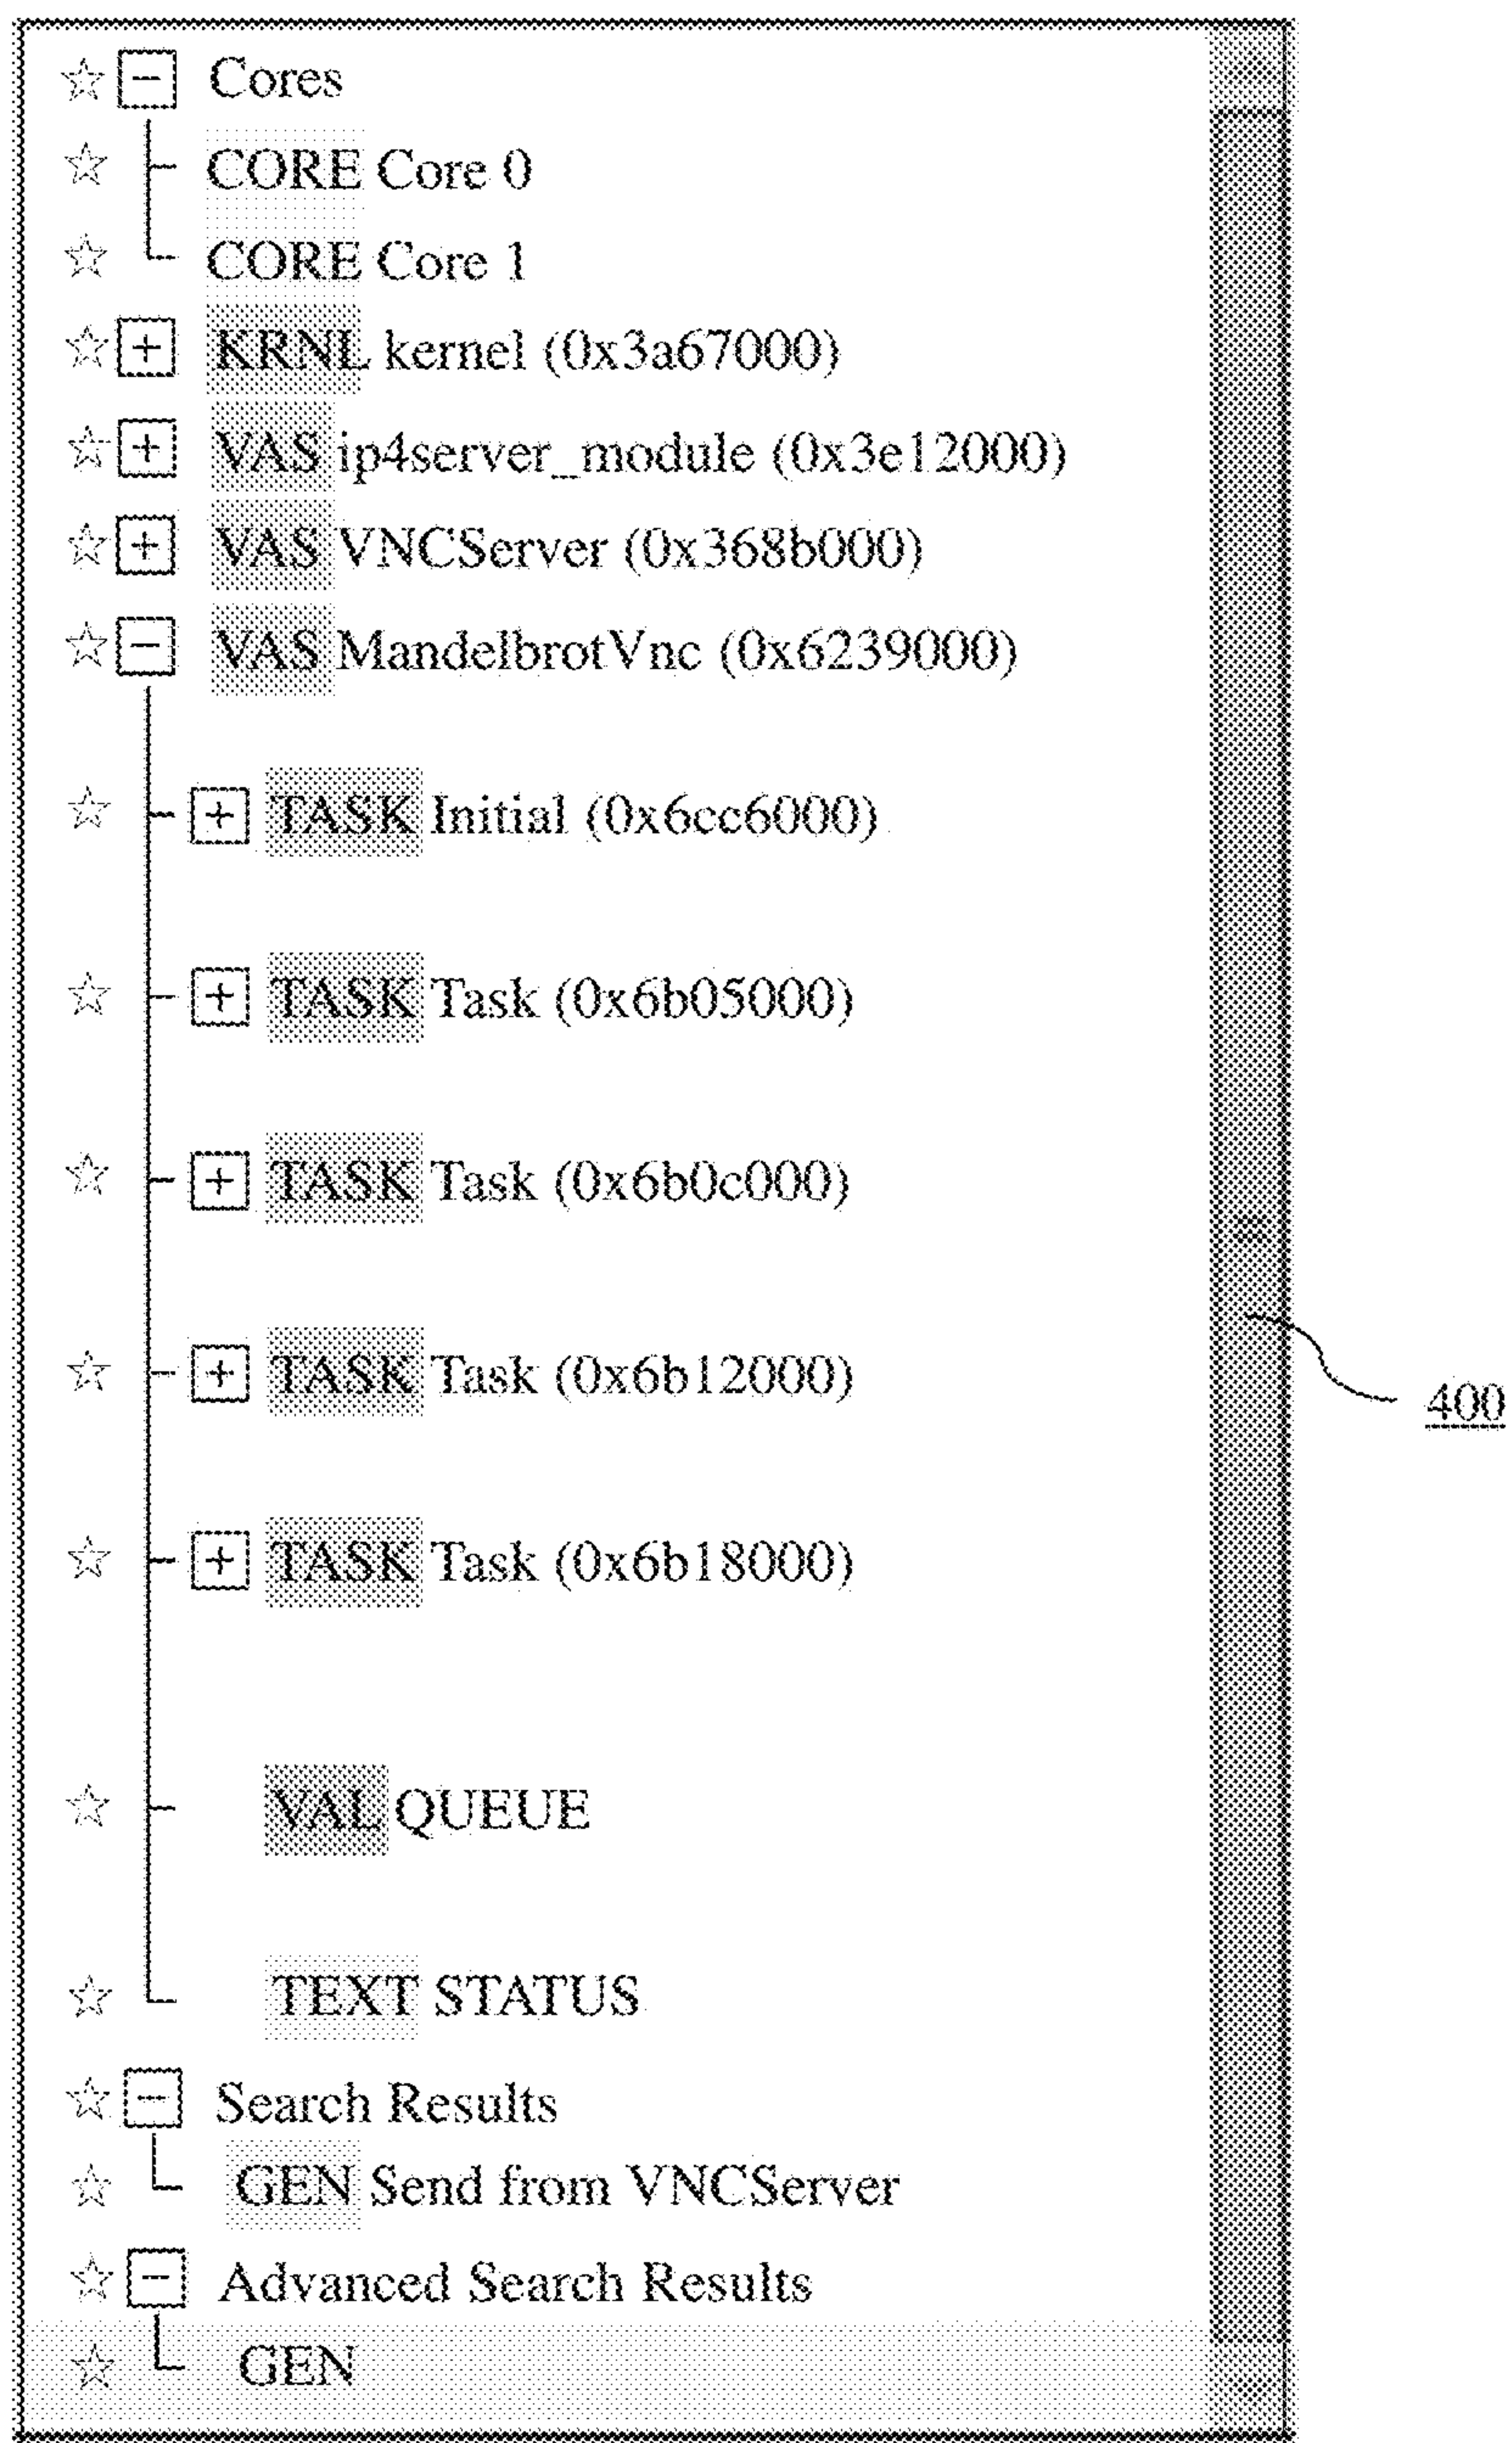 Cores
CORE Core 0
CORE Core 1
KRNL kernel (0x3a67000)
VAS ip4server_module (0x3e12000)
VAS VNCServer (0x368b000)
VAS MandelbrotVnc (0x6239000)
TASK Initial (0x6cc6000)
TASK Task (0x6b05000)
TASK Task (0x6b0c000)
TASK Task (0x6b12000)
400
TASK Task (0x6b18000)
VAL QUEUE
TEXT STATUS
Search Results
GEN Send from VNCServer
Advanced Search Results
GEN